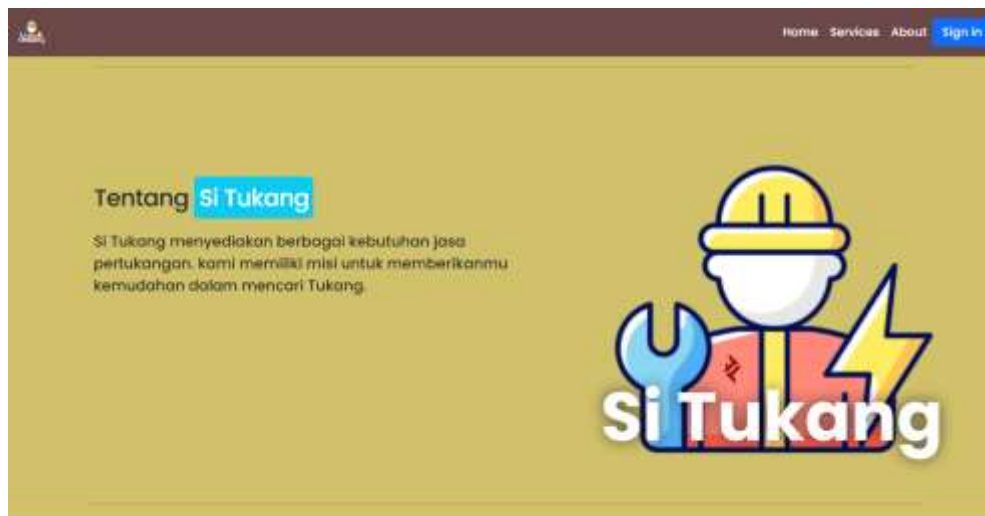 Home Services About Sign in
Tentang Si Tukang
Si Tukang menyediakan berbagai kebutuhan jasa
pertukangan. kami memiliki misi untuk memberikanmu
kemudahan dalam mencari Tukang.
Si Tukang